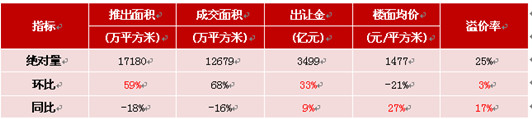 指标 推出面积 成交面积 出让金 楼面均价 溢价率
(万平方米) (万平方米) (亿元) (元/平方米)
绝对量 17180 12679 3499 1477 25%
环比 59% 68% 33% -21% 3%
同比 -18% -16% 9% 27% 17%